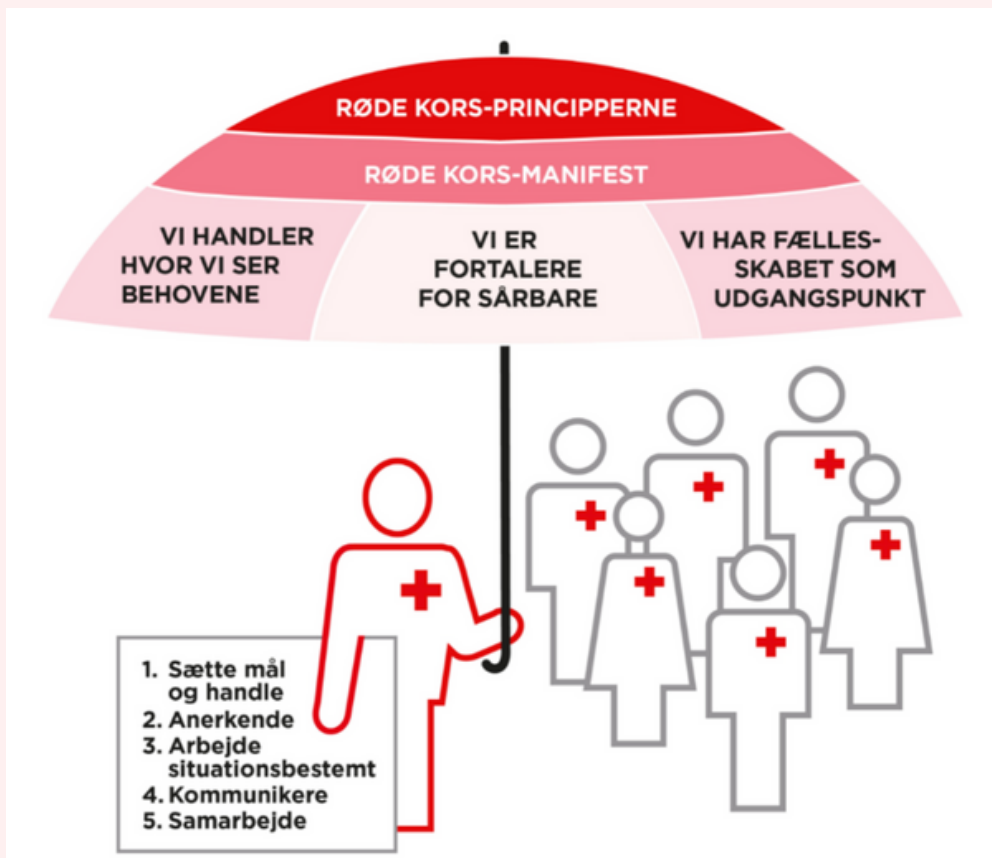 RØDE KORS-PRINCIPPERNE
RØDE KORS-MANIFEST
VI HANDLER
HVOR VI SER
BEHOVENE
VI ER
FORTALERE
FOR SÅRBARE
VI HAR FÆLLES-
SKABET SOM
UDGANGSPUNKT
1. Sætte mål
og handle
2. Anerkende
3. Arbejde
situationsbestemt
4. Kommunikere
5. Samarbejde